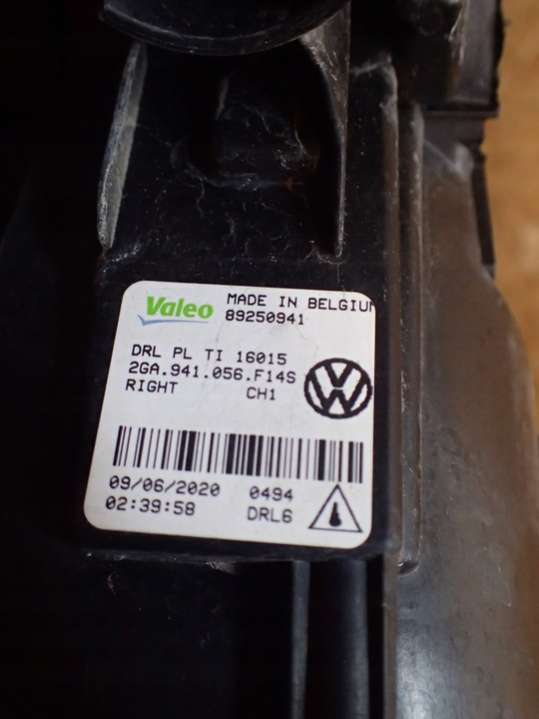 Valeo MADE IN BELGIUM
89250941
DRL PL TI 16015
2GA.941.056.F14S
RIGHT CH1
09/06/2020 0494
02:39:58 DRL6